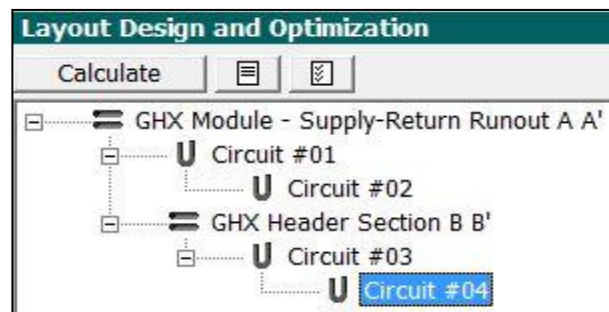 Layout Design and Optimization
Calculate
GHX Module - Supply-Return Runout A A'
Circuit #01
Circuit #02
GHX Header Section B B'
Circuit #03
Circuit #04